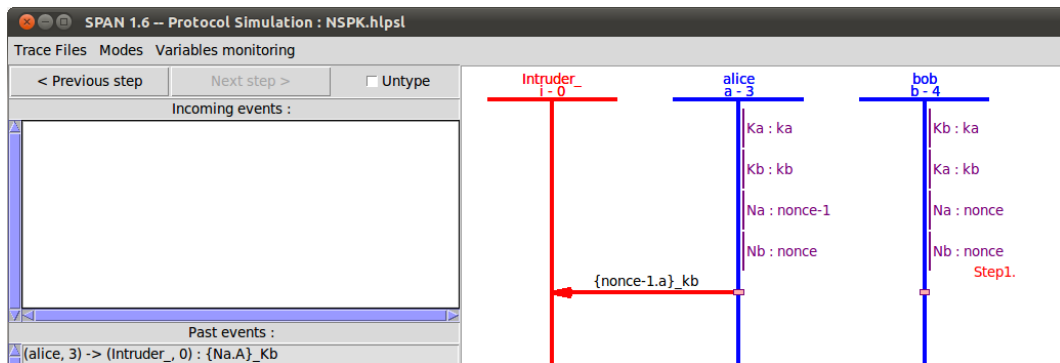 SPAN 1.6 -- Protocol Simulation : NSPK.hlpsl
Trace Files Modes Variables monitoring
< Previous step
Next step >
Untype
Incoming events :
Past events :
(alice, 3) -> (Intruder_, 0) : {Na.A}_Kb
Intruder_
i - 0
alice
a - 3
bob
b - 4
Ka : ka
Kb : kb
Na : nonce-1
Nb : nonce
Kb : ka
Ka : kb
Na : nonce
Nb : nonce
Step1.
{nonce-1.a}_kb